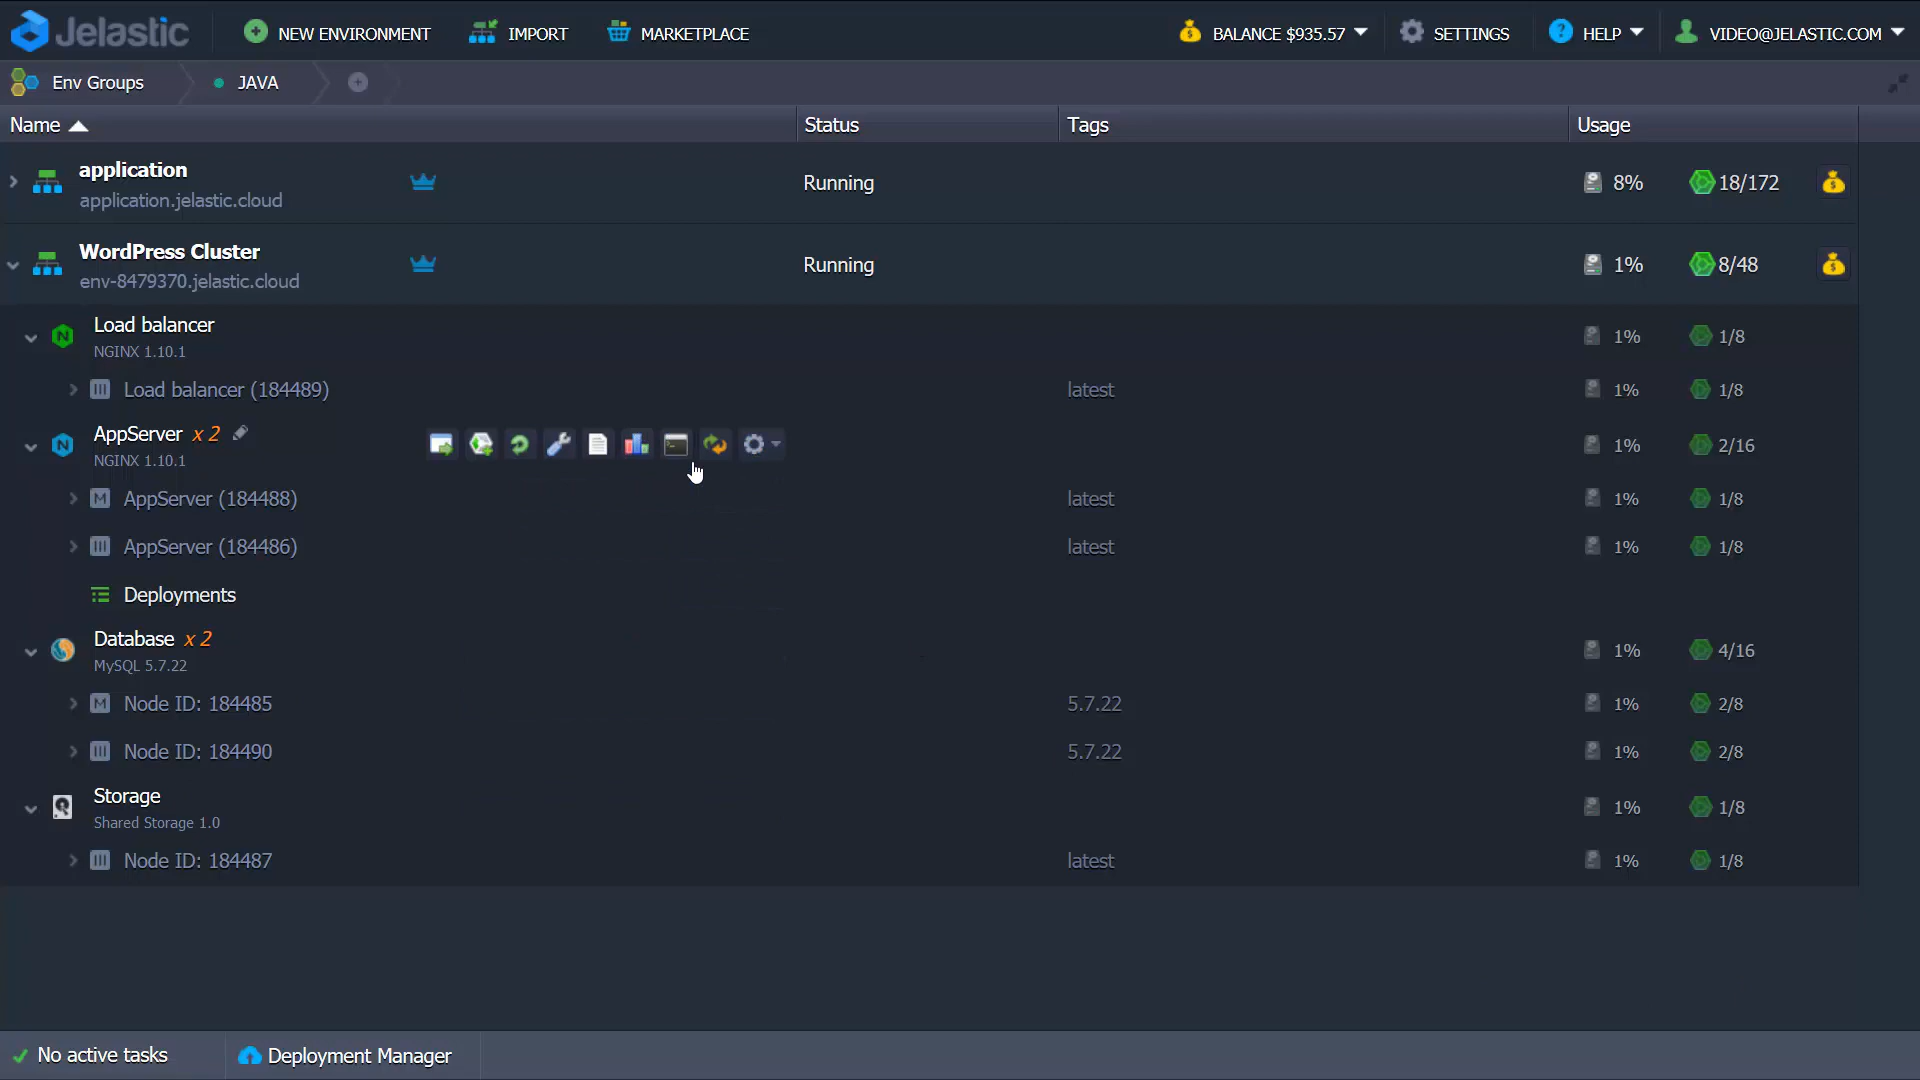 Jelastic
NEW ENVIRONMENT
IMPORT
MARKETPLACE
BALANCE $935.57
SETTINGS
? HELP
VIDEO@JELASTIC.COM
Env Groups
JAVA
Name
Status
Tags
Usage
application
application.jelastic.cloud
Running
8%
18/172
WordPress Cluster
env-8479370.jelastic.cloud
Running
1%
8/48
Load balancer
NGINX 1.10.1
1%
1/8
Load balancer (184489)
latest
1%
1/8
AppServer x 2
NGINX 1.10.1
1%
2/16
M AppServer (184488)
latest
1%
1/8
AppServer (184486)
latest
1%
1/8
Deployments
Database x 2
MySQL 5.7.22
1%
4/16
M Node ID: 184485
5.7.22
1%
2/8
Node ID: 184490
5.7.22
1%
2/8
Storage
Shared Storage 1.0
1%
1/8
Node ID: 184487
latest
1%
1/8
No active tasks
Deployment Manager